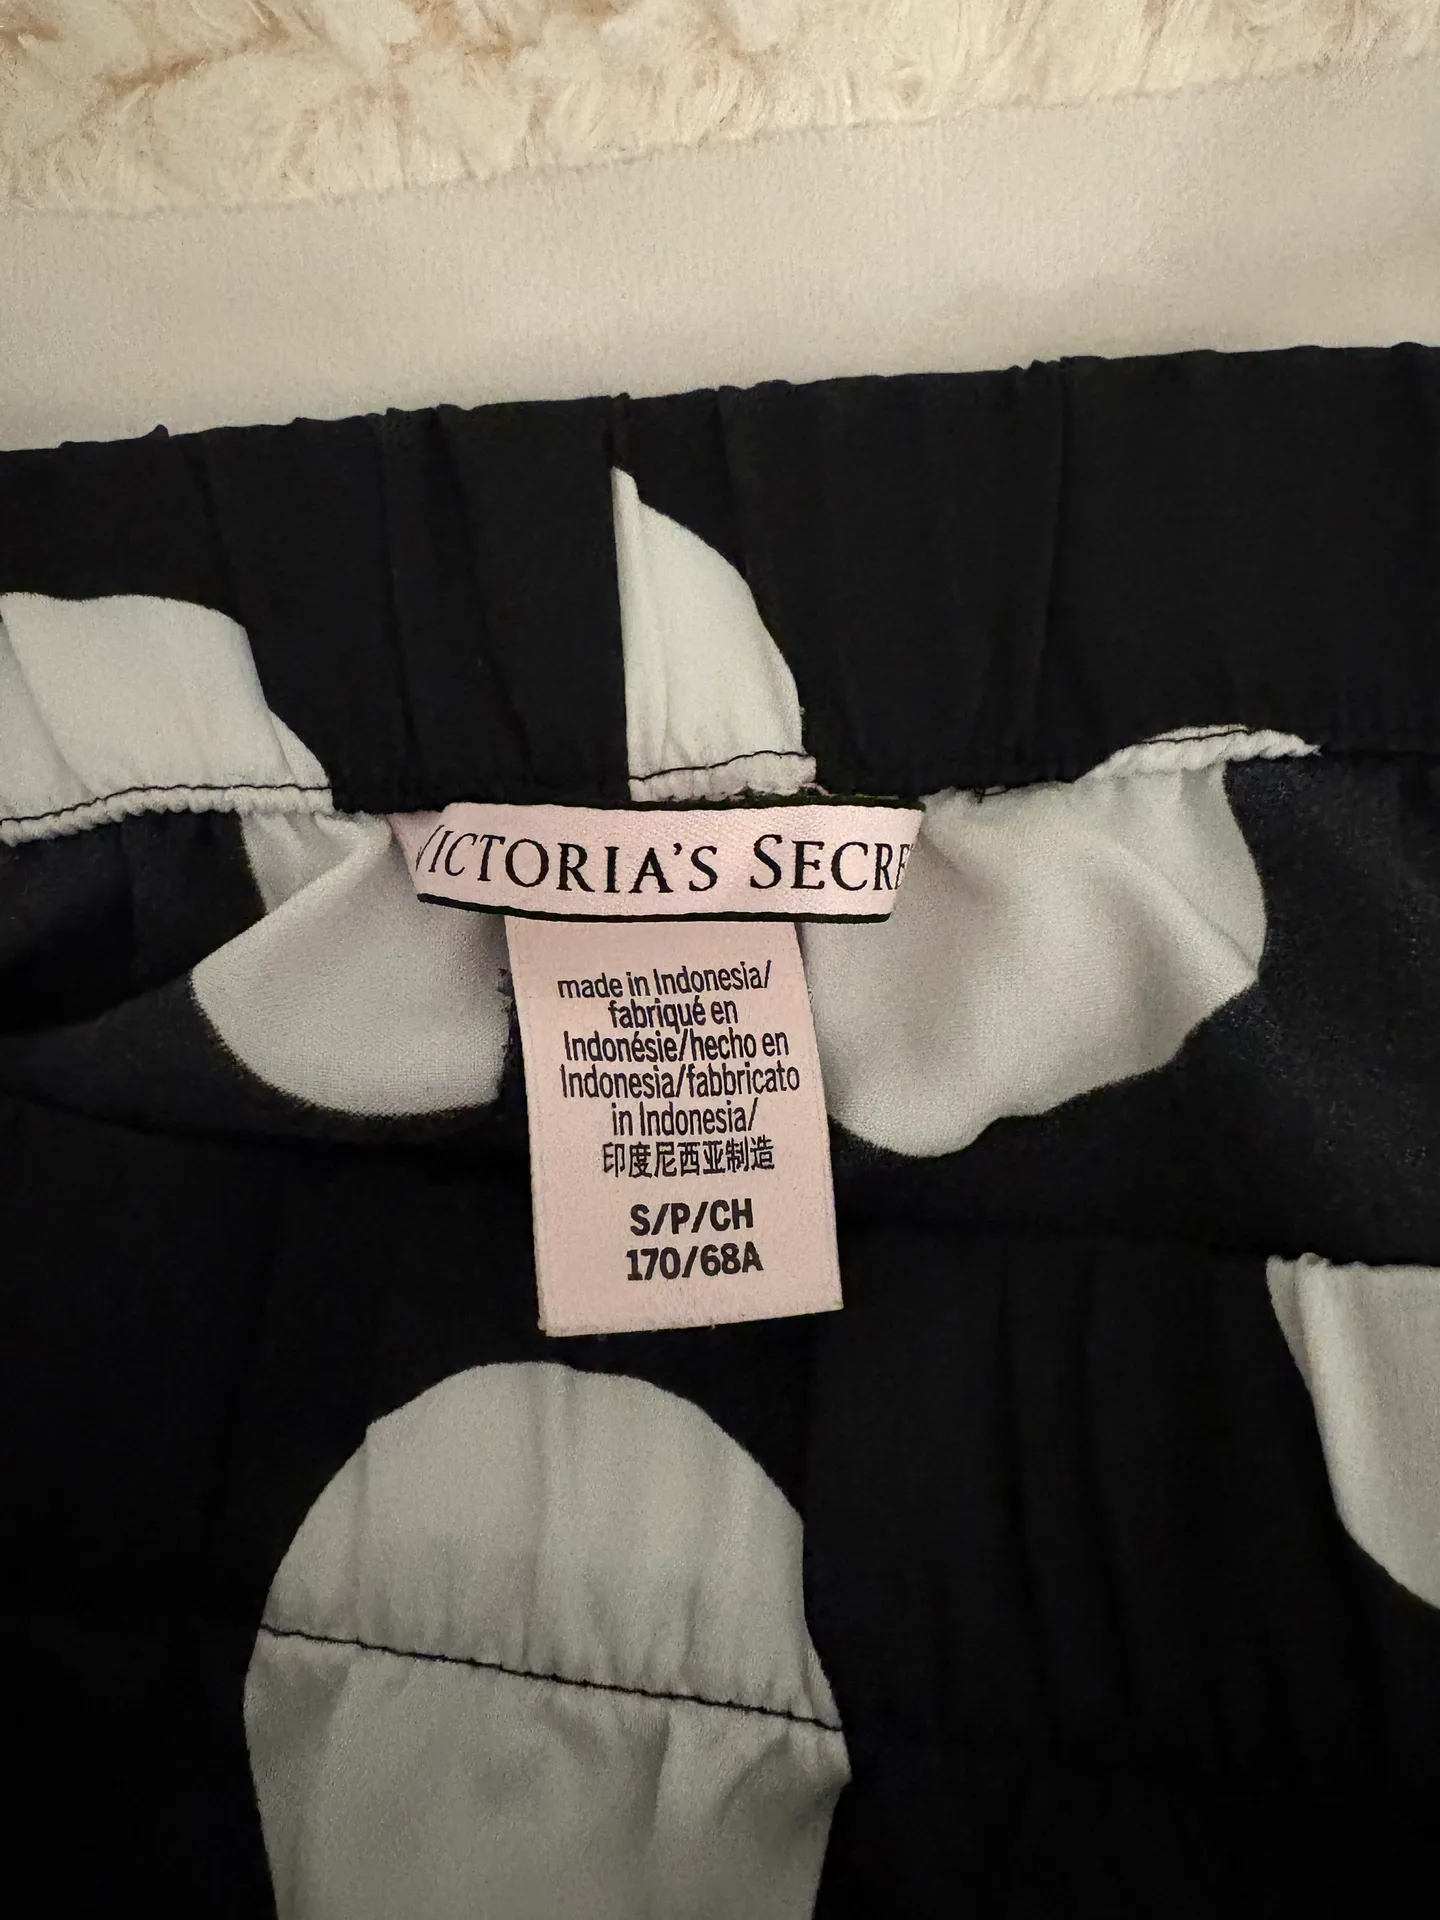 VICTORIA'S SECRE
made in Indonesia/
fabriqué en
Indonésie/hecho en
Indonesia/fabbricato
in Indonesia/
印度尼西亚制造
S/P/CH
170/68A